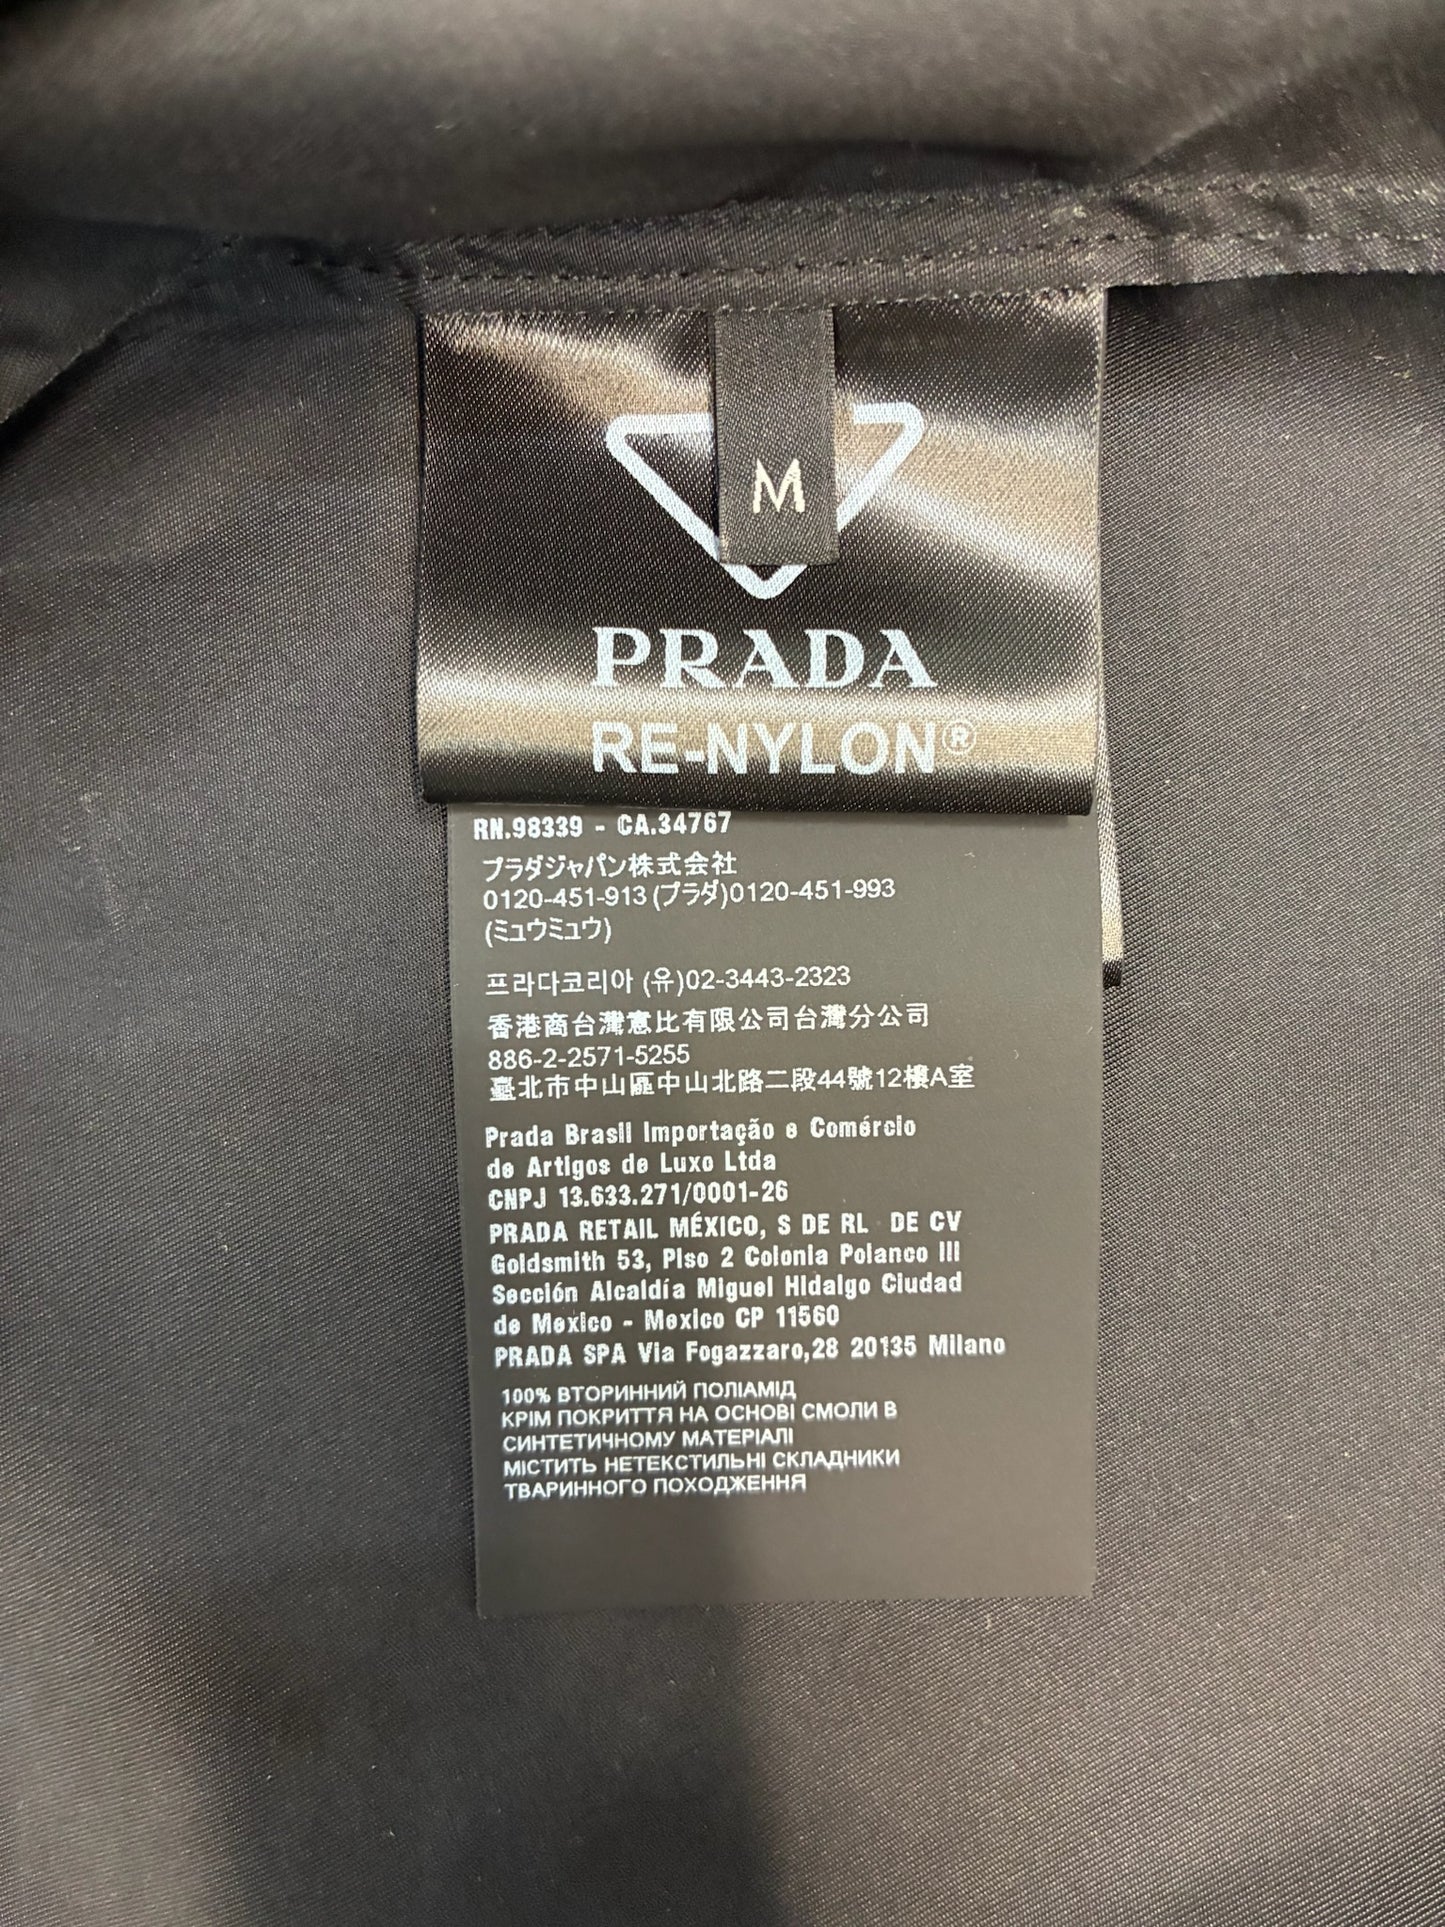 M
PRADA
RE-NYLON®
RN.98339 - CA.34767
プラダジャパン株式会社
0120-451-913 (プラダ)0120-451-993
(ミュウミュウ)
프라다코리아 (유)02-3443-2323
香港商台灣意比有限公司台灣分公司
886-2-2571-5255
臺北市中山區中山北路二段44號12樓A室
Prada Brasil Importação e Comércio
de Artigos de Luxo Ltda
CNPJ 13.633.271/0001-26
PRADA RETAIL MÉXICO, S DE RL DE CV
Goldsmith 53, Piso 2 Colonia Polanco III
Sección Alcaldía Miguel Hidalgo Ciudad
de Mexico - Mexico CP 11560
PRADA SPA Via Fogazzaro,28 20135 Milano
100% ВТОРИННИЙ ПОЛІАМІД
КРІМ ПОКРИТТЯ НА ОСНОВІ СМОЛИ В
СИНТЕТИЧНОМУ МАТЕРІАЛІ
МІСТИТЬ НЕТЕКСТИЛЬНІ СКЛАДНИКИ
ТВАРИННОГО ПОХОДЖЕННЯ